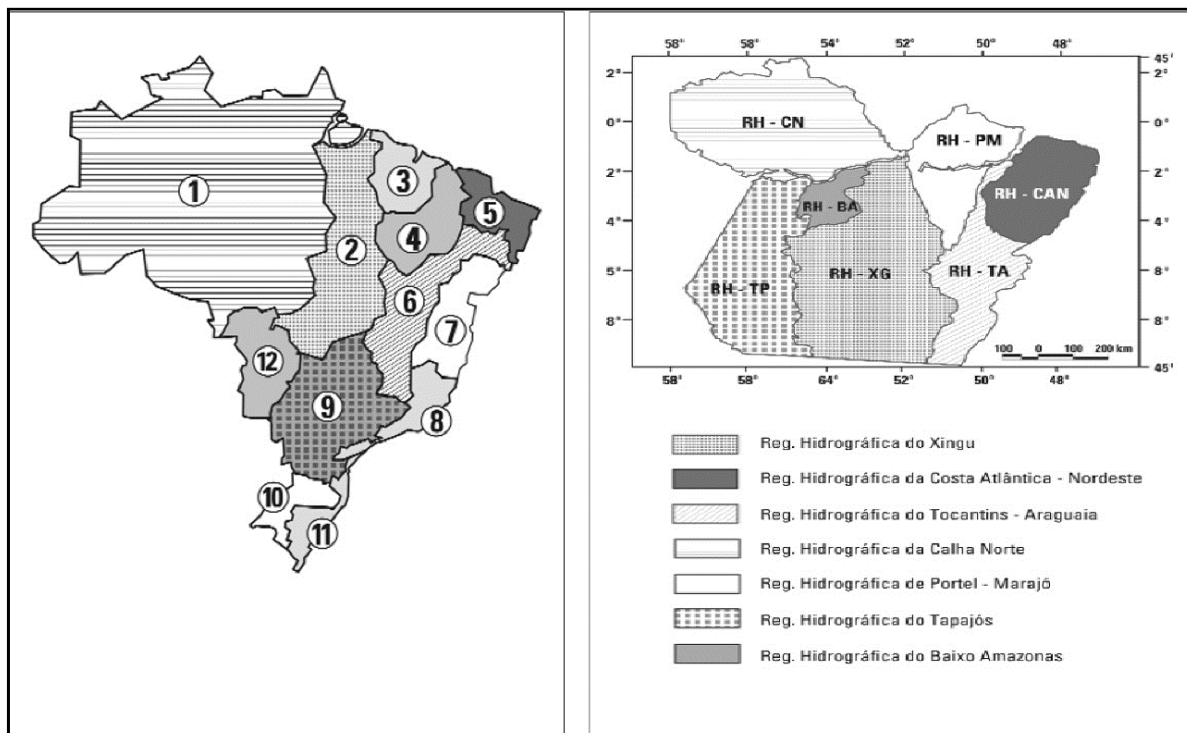 1
2
3
4
5
6
7
8
9
10
11
12
58° 58° 54° 52° 50° 48°
45'
2° 2°
0° 0°
2° 2°
4° 4°
5° 8°
8° 8°
45'
58° 56° 64° 52° 50° 48°
RH - CN
RH - PM
RH - CAN
RH - BA
RH - TA
RH - XG
RH - TP
100 0 100 200 km
Reg. Hidrográfica do Xingu
Reg. Hidrográfica da Costa Atlântica - Nordeste
Reg. Hidrográfica do Tocantins - Araguaia
Reg. Hidrográfica da Calha Norte
Reg. Hidrográfica de Portel - Marajó
Reg. Hidrográfica do Tapajós
Reg. Hidrográfica do Baixo Amazonas